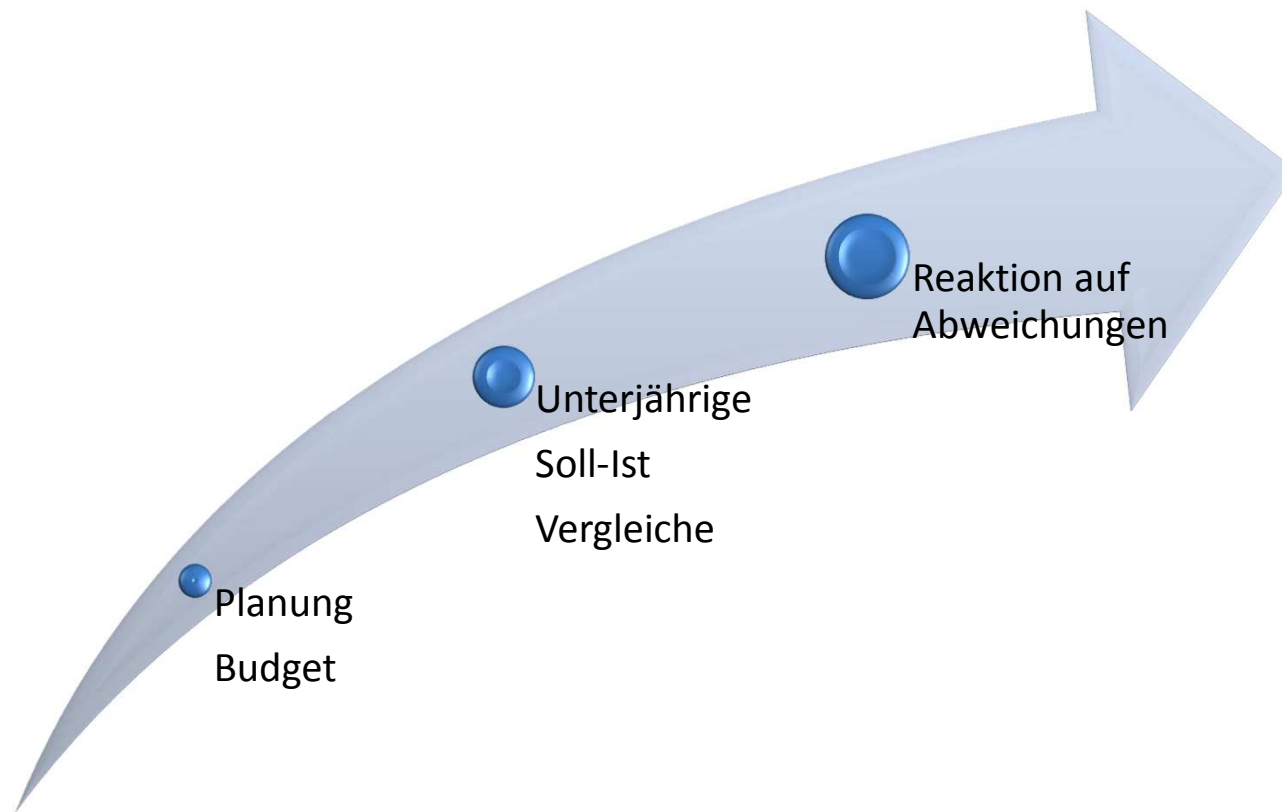 Reaktion auf
Abweichungen
Unterjährige
Soll-Ist
Vergleiche
Planung
Budget